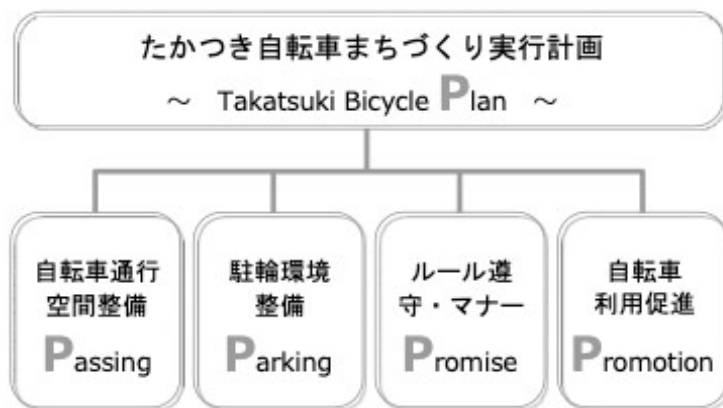 たかつき自転車まちづくり実行計画
～ Takatsuki Bicycle Plan ～
自転車通行
空間整備
Passing
駐輪環境
整備
Parking
ルール遵
守・マナー
Promise
自転車
利用促進
Promotion